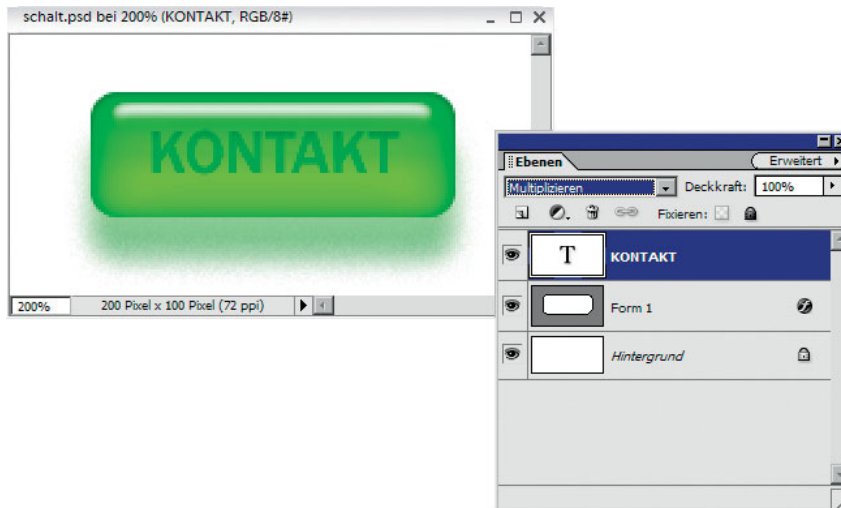 schalt.psd bei 200% (KONTAKT, RGB/8#)
KONTAKT
200% 200 Pixel x 100 Pixel (72 ppi)
Ebenen Erweitert
Multiplizieren Deckkraft: 100%
Fixieren:
T KONTAKT
Form 1
Hintergrund